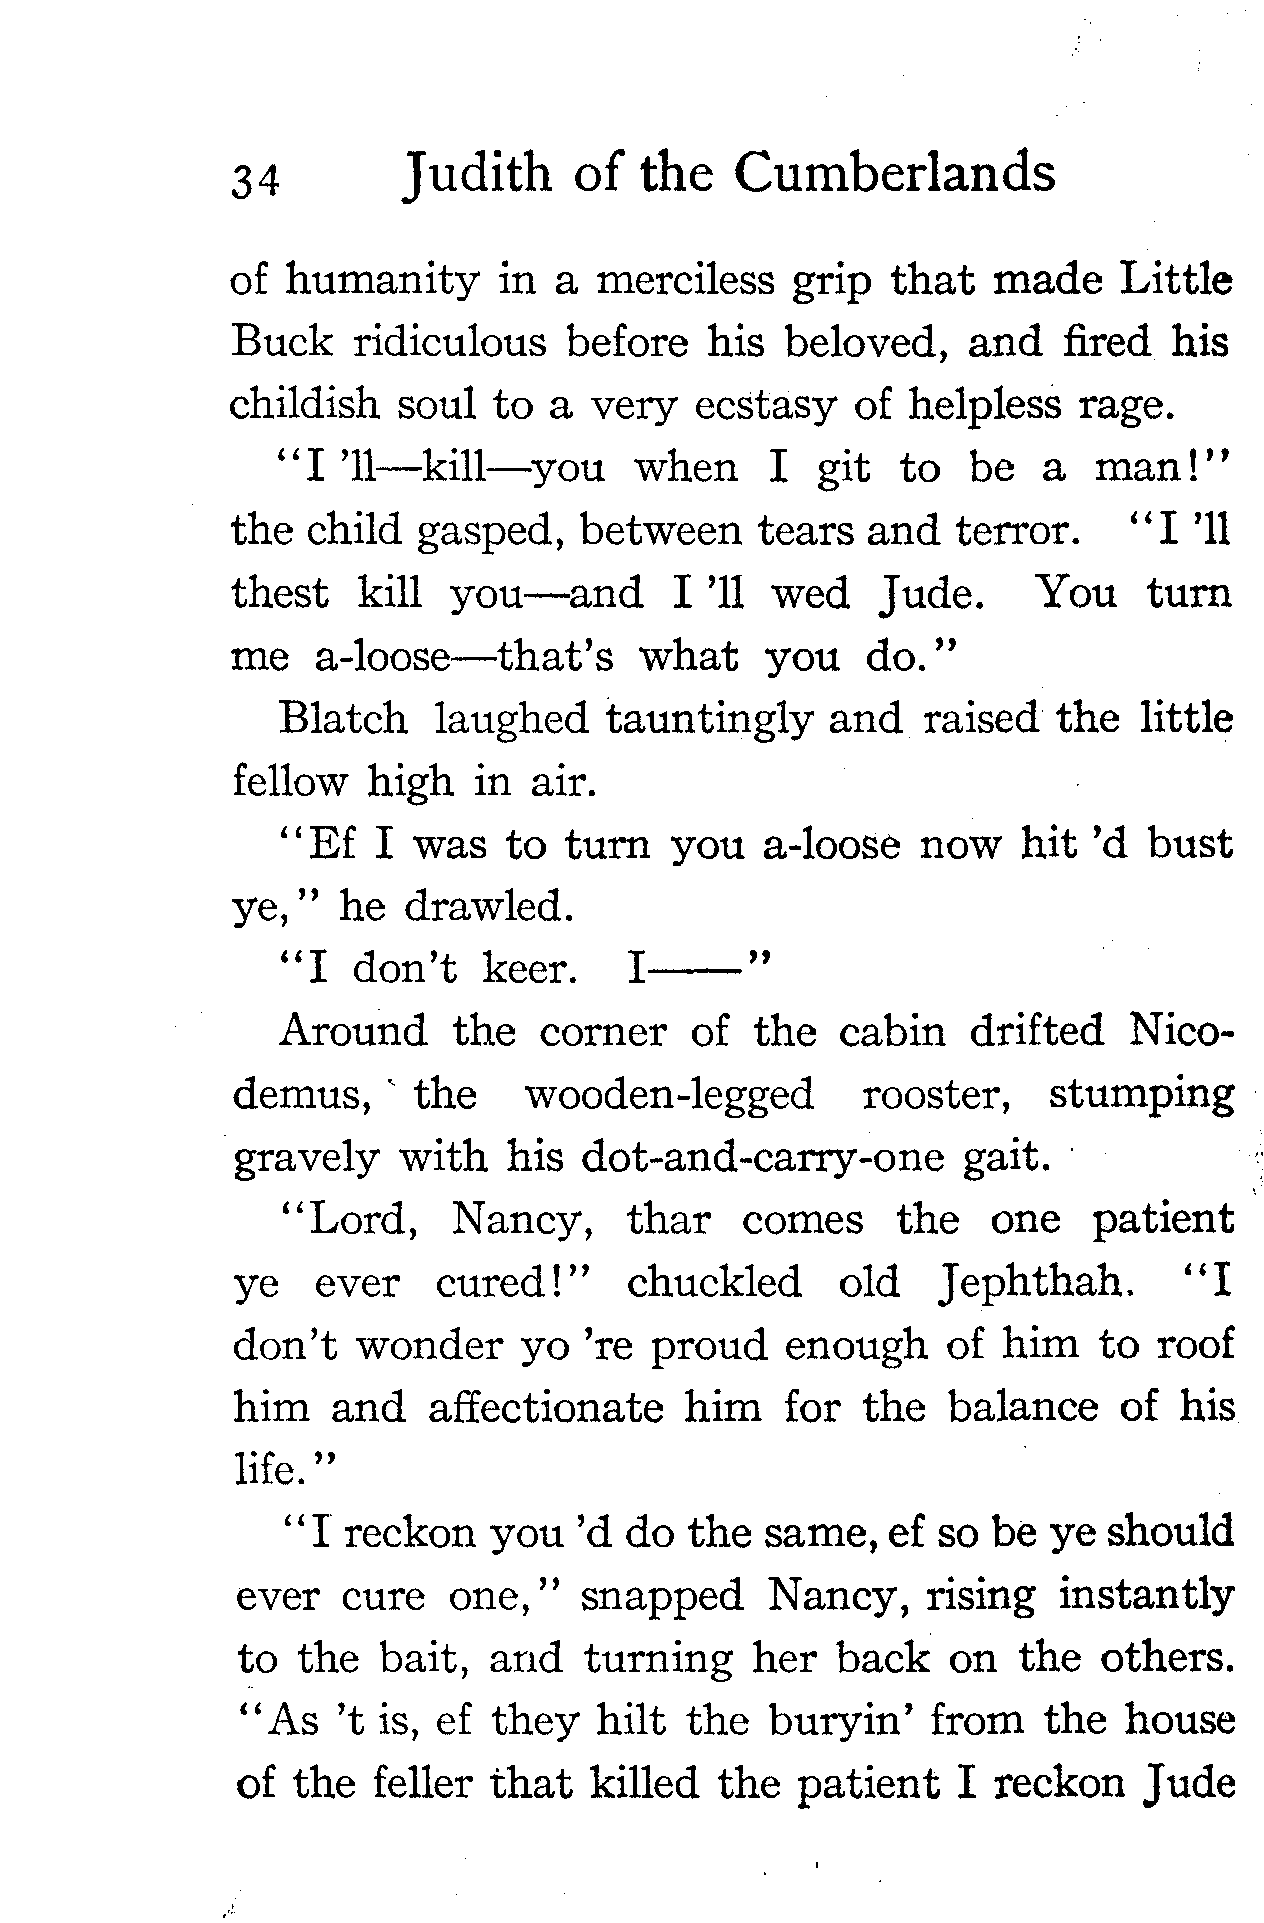 34 Judith of the Cumberlands
of humanity in a merciless grip that made Little
Buck ridiculous before his beloved, and fired his
childish soul to a very ecstasy of helpless rage.
"I 'll—kill—you when I git to be a man!"
the child gasped, between tears and terror. "I 'll
thest kill you—and I 'll wed Jude. You turn
me a-loose—that's what you do."
Blatch laughed tauntingly and raised the little
fellow high in air.
"Ef I was to turn you a-loose now hit 'd bust
ye," he drawled.
"I don't keer. I——"
Around the corner of the cabin drifted Nico-
demus, the wooden-legged rooster, stumping
gravely with his dot-and-carry-one gait.
"Lord, Nancy, thar comes the one patient
ye ever cured!" chuckled old Jephthah. "I
don't wonder yo 're proud enough of him to roof
him and affectionate him for the balance of his
life."
"I reckon you 'd do the same, ef so be ye should
ever cure one," snapped Nancy, rising instantly
to the bait, and turning her back on the others.
"As 't is, ef they hilt the buryin' from the house
of the feller that killed the patient I reckon Jude